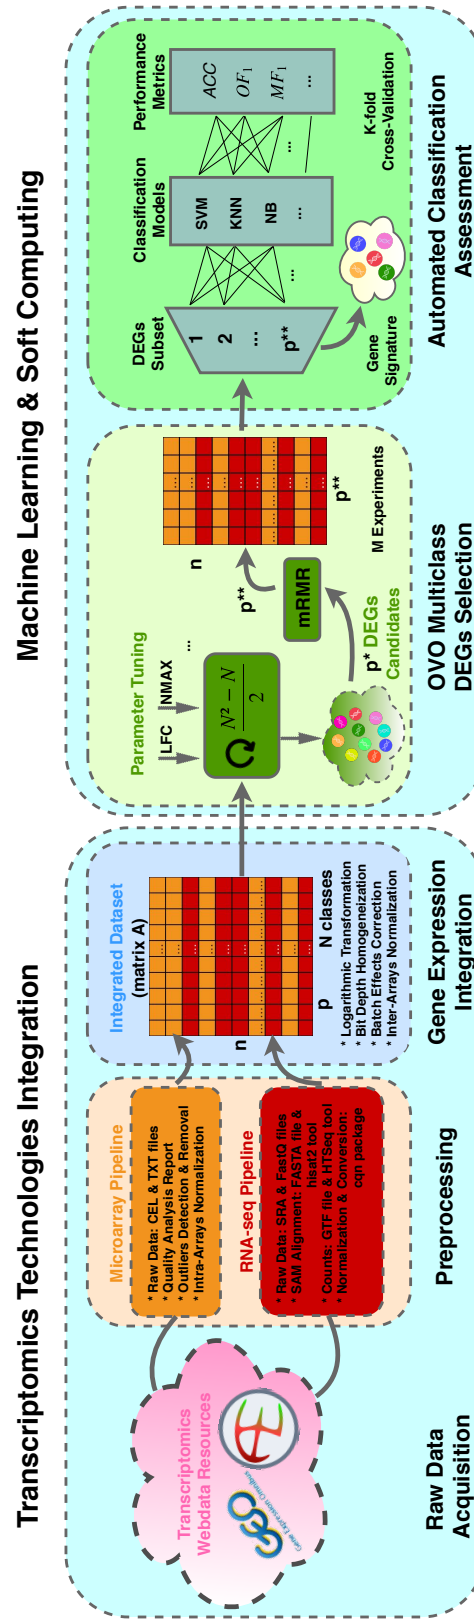 Transcriptomics Technologies Integration
Machine Learning & Soft Computing
Transcriptomics
Webdata Resources
GEO
Gene Expression Omnibus
Raw Data
Acquisition
Microarray Pipeline
* Raw Data: CEL & TXT files
* Quality Analysis Report
* Outliers Detection & Removal
*Intra-Arrays Normalization
RNA-seq Pipeline
* Raw Data: SRA & FastQ files
* SAM Alignment: FASTA file &
hisat2 tool
* Counts: GTF file & HTSeq tool
* Normalization & Conversion:
cqn package
Preprocessing
Integrated Dataset
(matrix A)
n
...
p
N classes
* Logarithmic Transformation
* Bit Depth Homogeneization
* Batch Effects Correction
* Inter-Arrays Normalization
Gene Expression
Integration
Parameter Tuning
LFC
NMAX
...
N² − N
2
p* DEGs
Candidates
mRMR
p**
n
...
p**
M Experiments
OVO Multiclass
DEGs Selection
DEGs
Subset
1
2
...
p**
Gene
Signature
Classification
Models
SVM
KNN
NB
...
...
Performance
Metrics
ACC
OF₁
MF₁
...
...
K-fold
Cross-Validation
Automated Classification
Assessment